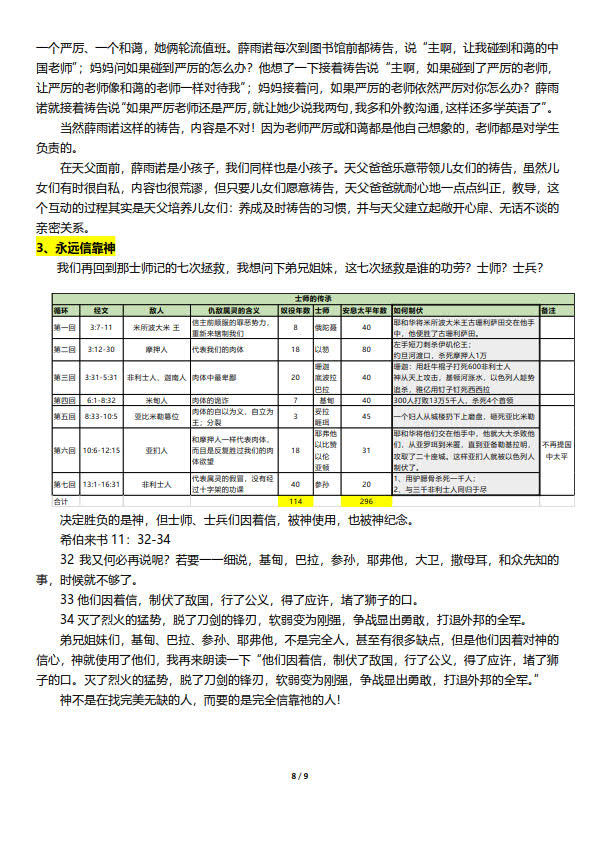 一个严厉、一个和蔼，她俩轮流值班。薛雨诺每次到图书馆前都祷告，说“主啊，让我碰到和蔼的中
国老师”；妈妈问如果碰到严厉的怎么办？他想了一下接着祷告说“主啊，如果碰到了严厉的老师，
让严厉的老师像和蔼的老师一样对待我”；妈妈接着问，如果严厉的老师依然严厉对你怎么办？薛雨
诺就接着祷告说”如果严厉老师还是严厉，就让她少说我两句，我多和外教沟通，这样还多学英语了”。
当然薛雨诺这样的祷告，内容是不对！因为老师严厉或和蔼都是他自己想象的，老师都是对学生
负责的。
在天父面前，薛雨诺是小孩子，我们同样也是小孩子。天父爸爸乐意带领儿女们的祷告，虽然儿
女们有时很自私，内容也很荒谬，但只要儿女们愿意祷告，天父爸爸就耐心地一点点纠正，教导，这
个互动的过程其实是天父培养儿女们：养成及时祷告的习惯，并与天父建立起敞开心扉、无话不谈的
亲密关系。
3、永远信靠神
我们再回到那士师记的七次拯救，我想问下弟兄姐妹，这七次拯救是谁的功劳？士师？士兵？
士师的传承
循环 经文 敌人 仇敌属灵的含义 奴役年数 士师 安息太平年数 如何制伏 备注
第一回 3:7-11 米所波大米 王 信主前顺服的罪恶势力，重新来辖制我们 8 俄陀聂 40 耶和华将米所波大米王古珊利萨田交在他手中，他便胜了古珊利萨田。
第二回 3:12-30 摩押人 代表我们的肉体 18 以笏 80 左手短刀刺杀伊矶伦王；约旦河渡口，杀死摩押人1万
第三回 3:31-5:31 非利士人、迦南人 肉体中最卑鄙 20 珊迦 底波拉 巴拉 40 珊迦：用赶牛棍子打死600非利士人 神从天上攻击，基顿河涨水，以色列人趁势追杀，雅亿用钉子钉死西西拉
第四回 6:1-8:32 米甸人 肉体的诡诈 7 基甸 40 300人打败13万5千人，杀死4个首领
第五回 8:33-10:5 亚比米勒篡位 肉体的自以为义，自立为王；分裂 3 妥拉 睚珥 45 一个妇人从城楼扔下上磨盘，砸死亚比米勒
第六回 10:6-12:15 亚扪人 和摩押人一样代表肉体，而且是反复胜过我们的肉体欲望 18 耶弗他 以比赞 以伦 亚顿 31 耶和华将他们交在他手中，他就大大杀败他们，从亚罗珥到米匿，直到亚备勒基拉明，攻取了二十座城。这样亚扪人就被以色列人制伏了。 不再提国中太平
第七回 13:1-16:31 非利士人 代表属灵的假冒，没有经过十字架的功课 40 参孙 20 1、用驴腮骨杀死一千人；2、与三千非利士人同归于尽
合计 114 296
决定胜负的是神，但士师、士兵们因着信，被神使用，也被神纪念。
希伯来书 11：32-34
32 我又何必再说呢？若要一一细说，基甸，巴拉，参孙，耶弗他，大卫，撒母耳，和众先知的
事，时候就不够了。
33 他们因着信，制伏了敌国，行了公义，得了应许，堵了狮子的口。
34 灭了烈火的猛势，脱了刀剑的锋刃，软弱变为刚强，争战显出勇敢，打退外邦的全军。
弟兄姐妹们，基甸、巴拉、参孙、耶弗他，不是完全人，甚至有很多缺点，但是他们因着对神的
信心，神就使用了他们，我再来朗读一下“他们因着信，制伏了敌国，行了公义，得了应许，堵了狮
子的口。灭了烈火的猛势，脱了刀剑的锋刃，软弱变为刚强，争战显出勇敢，打退外邦的全军。”
神不是在找完美无缺的人，而要的是完全信靠祂的人！
8 / 9